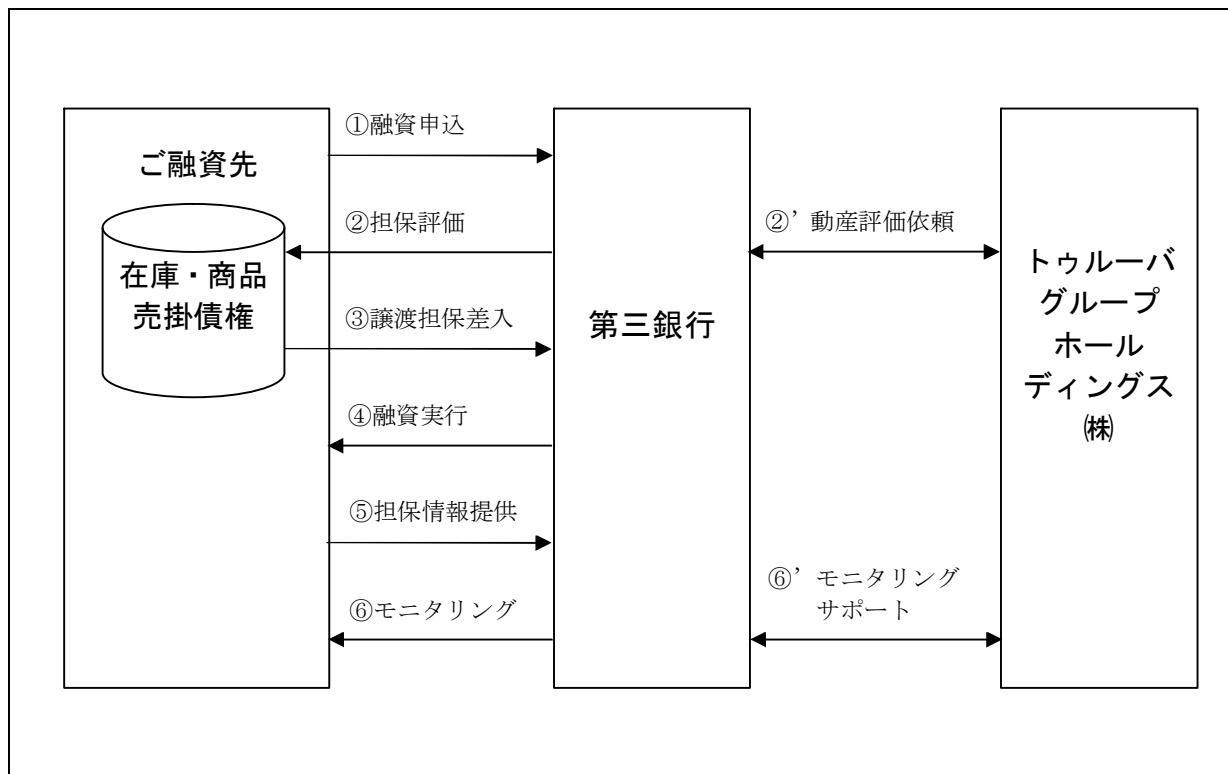 ご融資先
在庫・商品
売掛債権
①融資申込
②担保評価
③譲渡担保差入
④融資実行
⑤担保情報提供
⑥モニタリング
第三銀行
②’動産評価依頼
⑥’モニタリング
サポート
トゥルーバ
グループ
ホール
ディングス
㈱